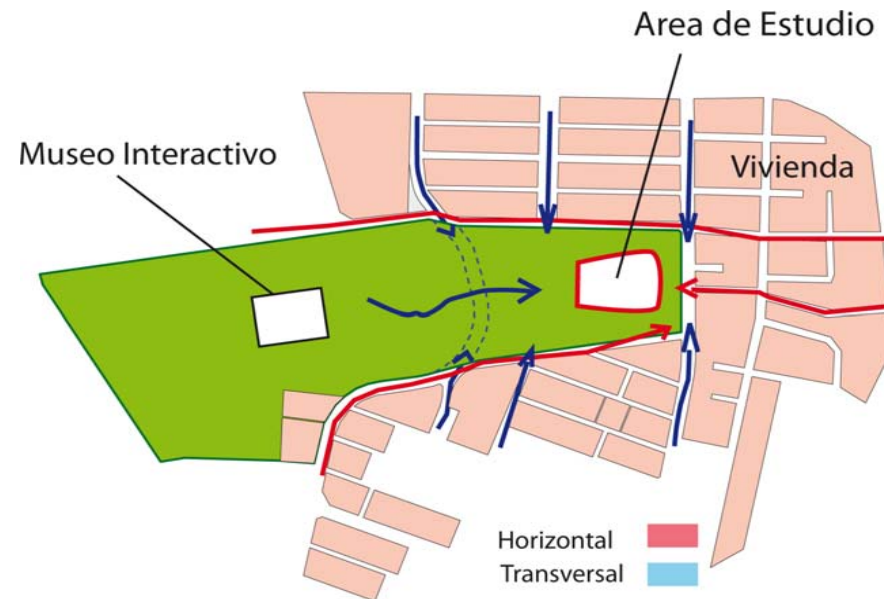 Area de Estudio
Museo Interactivo
Vivienda
Horizontal
Transversal